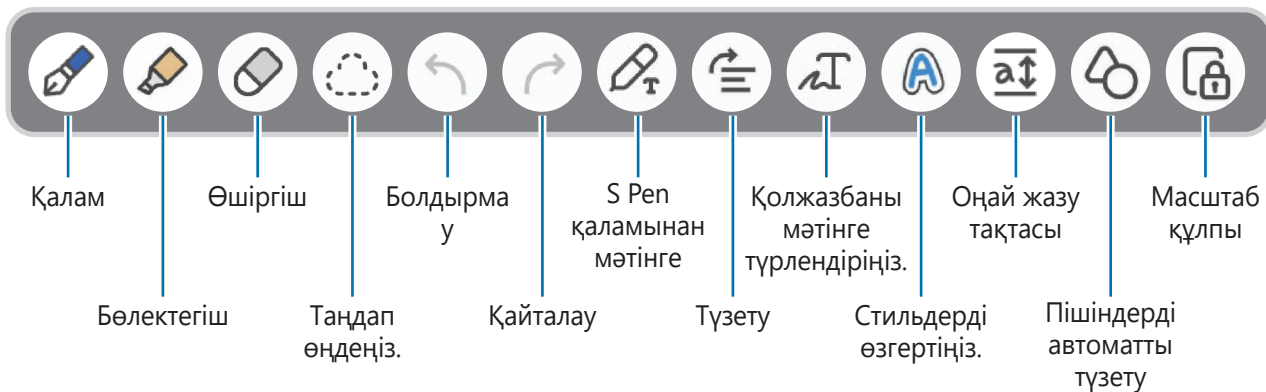 Қалам
Өшіргіш
Болдырма
у
S Pen
қаламынан
мәтінге
Қолжазбаны
мәтінге
түрлендіріңіз.
Оңай жазу
тақтасы
Масштаб
құлпы
Бөлектегіш
Таңдап
өңдеңіз.
Қайталау
Түзету
Стильдерді
өзгертіңіз.
Пішіндерді
автоматты
түзету